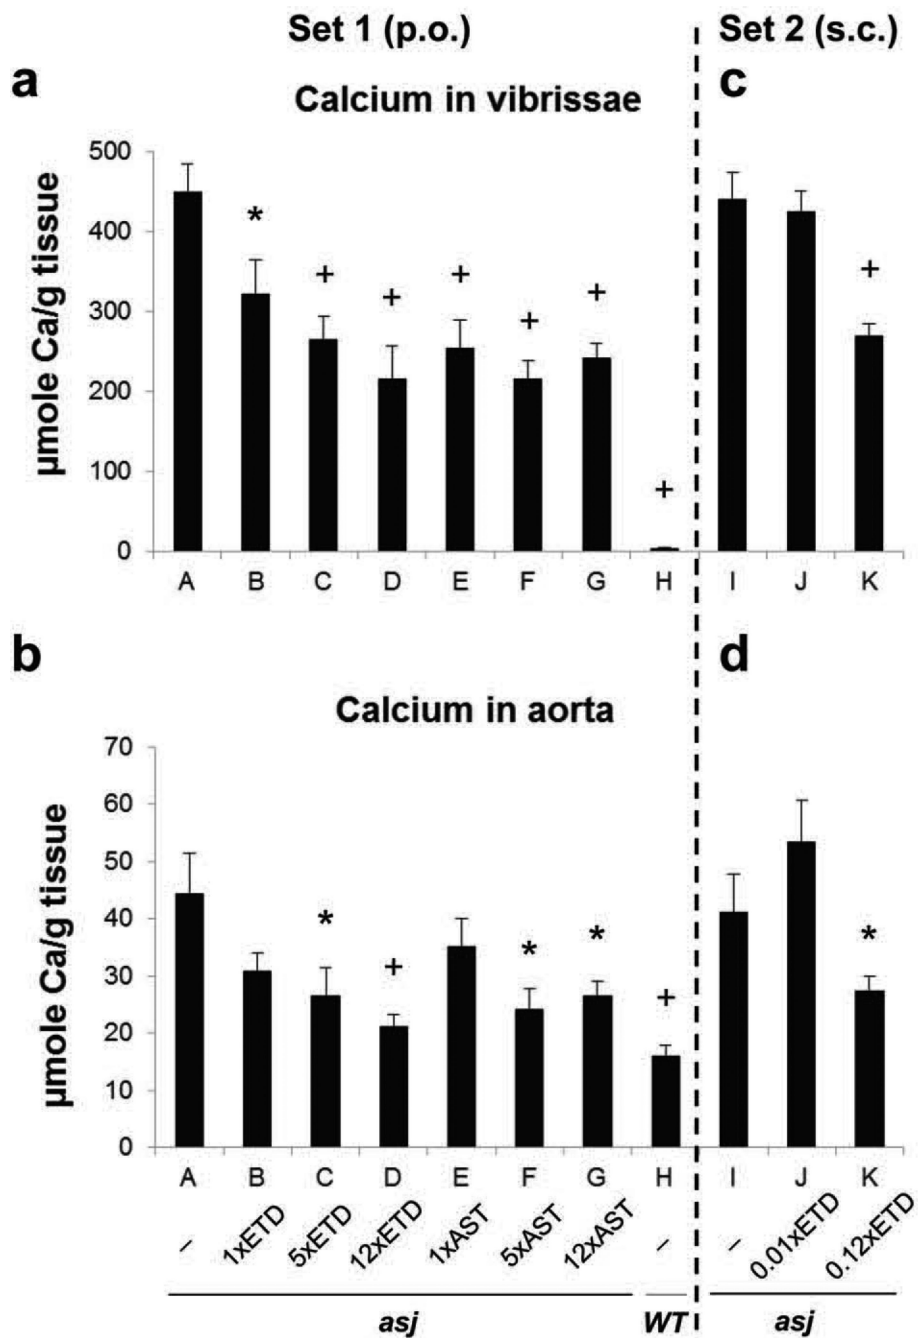 Set 1 (p.o.) Set 2 (s.c.)
a c
Calcium in vibrissae
µmole Ca/g tissue
500
400
300
200
100
0
*
+
+
+
+
+
+
+
A B C D E F G H I J K
b d
Calcium in aorta
µmole Ca/g tissue
70
60
50
40
30
20
10
0
*
+
*
*
+
*
A B C D E F G H I J K
– 1xETD 5xETD 12xETD 1xAST 5xAST 12xAST – – 0.01xETD 0.12xETD
asj WT asj